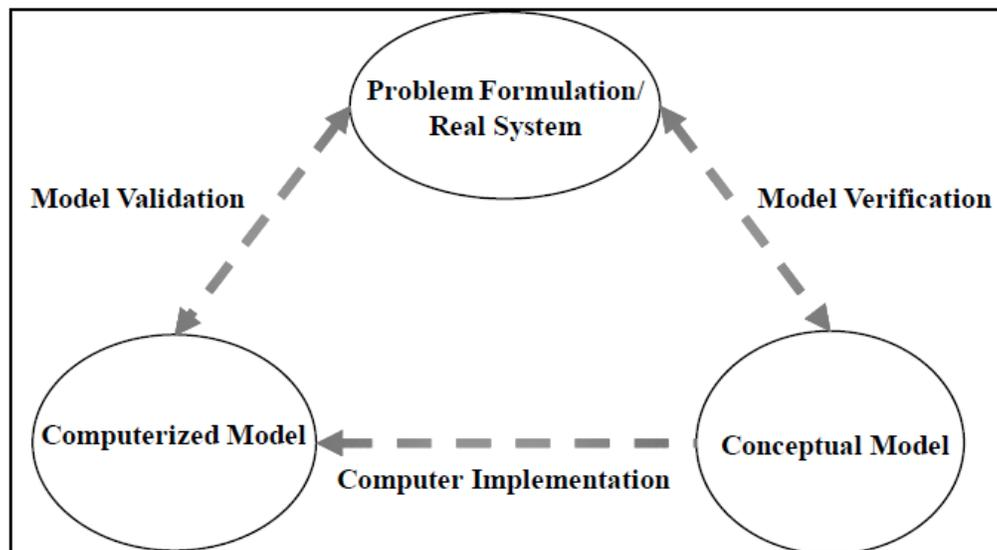 Problem Formulation/
Real System
Model Validation
Model Verification
Computerized Model
Conceptual Model
Computer Implementation